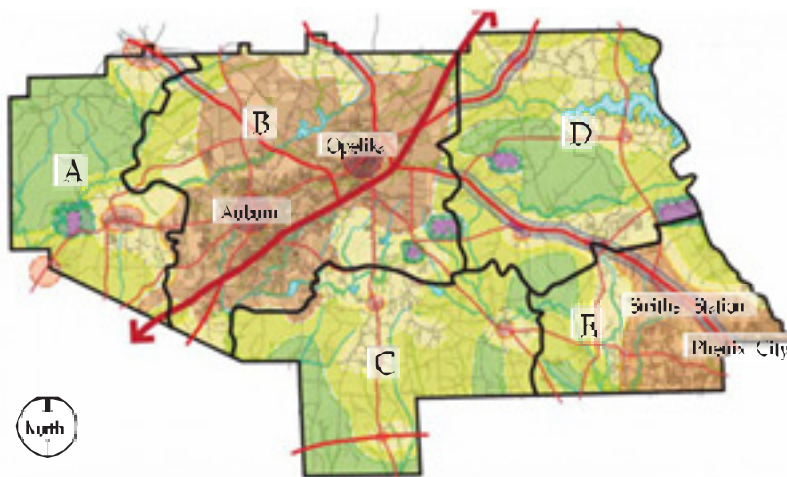 B
Opelika
D
A
Auburn
Smiths Station
E
Phenix City
C
North